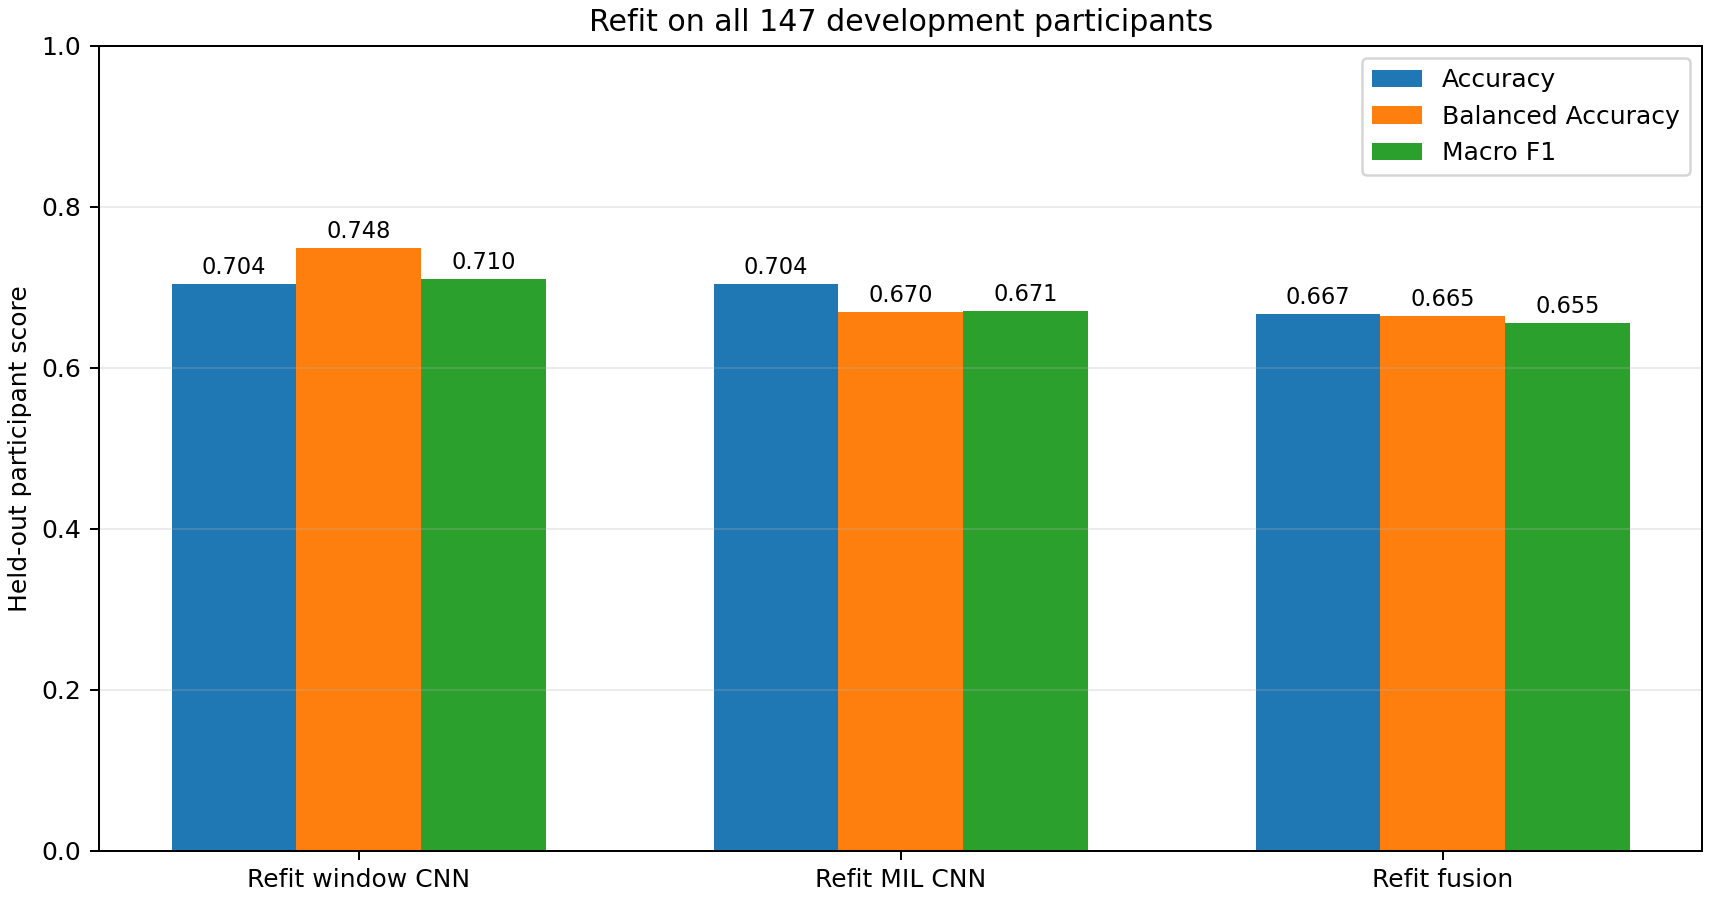 Refit on all 147 development participants
1.0
0.8
0.6
0.4
0.2
0.0
Held-out participant score
Accuracy
Balanced Accuracy
Macro F1
0.704
0.748
0.710
0.704
0.670
0.671
0.667
0.665
0.655
Refit window CNN
Refit MIL CNN
Refit fusion